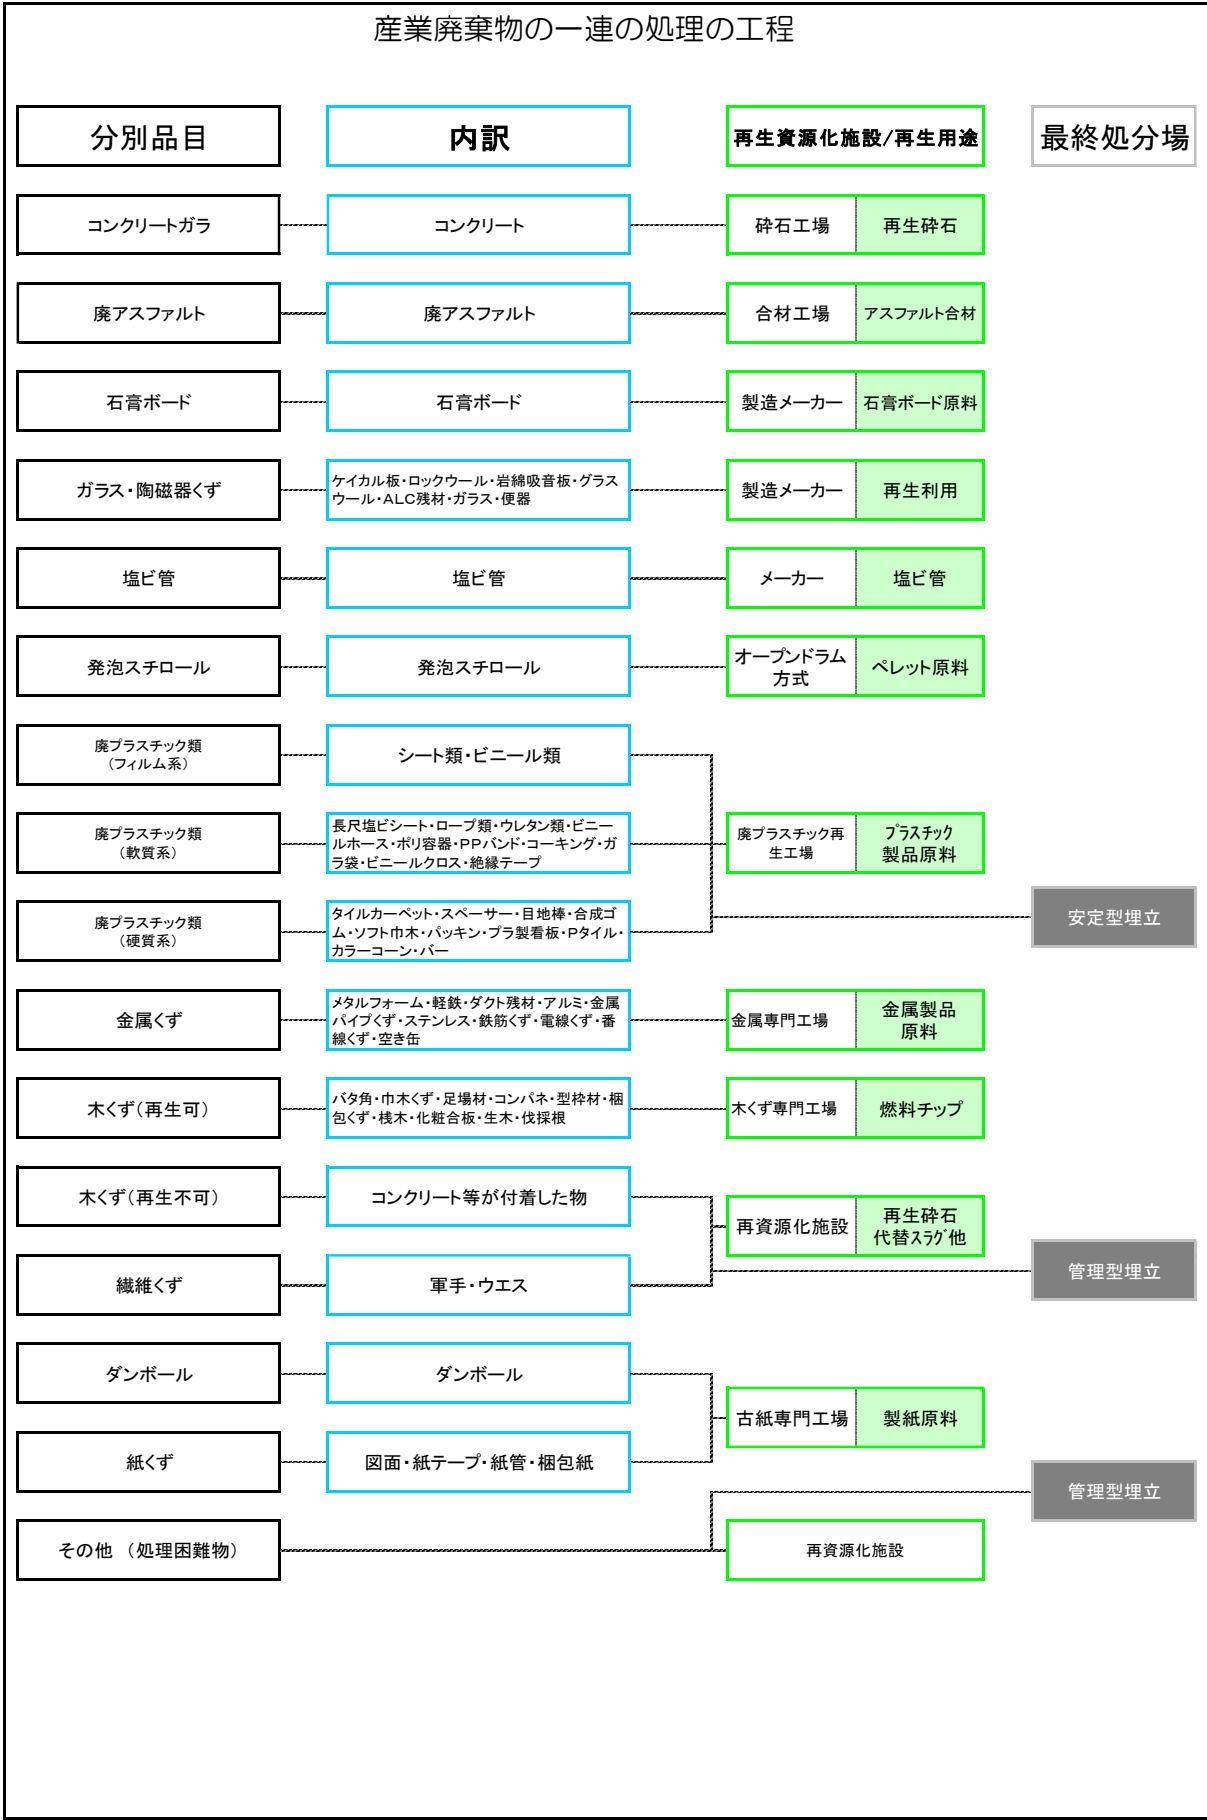 産業廃棄物の一連の処理の工程
分別品目
内訳
再生資源化施設/再生用途
最終処分場
コンクリートガラ
コンクリート
砕石工場
再生砕石
廃アスファルト
廃アスファルト
合材工場
アスファルト合材
石膏ボード
石膏ボード
製造メーカー
石膏ボード原料
ガラス・陶磁器くず
ケイカル板・ロックウール・岩綿吸音板・グラス
ウール・ALC残材・ガラス・便器
製造メーカー
再生利用
塩ビ管
塩ビ管
メーカー
塩ビ管
発泡スチロール
発泡スチロール
オープンドラム
方式
ペレット原料
廃プラスチック類
（フィルム系）
シート類・ビニール類
廃プラスチック類
（軟質系）
長尺塩ビシート・ロープ類・ウレタン類・ビニー
ルホース・ポリ容器・PPバンド・コーキング・ガ
ラ袋・ビニールクロス・絶縁テープ
廃プラスチック再
生工場
プラスチック
製品原料
廃プラスチック類
（硬質系）
タイルカーペット・スペーサー・目地棒・合成ゴ
ム・ソフト巾木・パッキン・プラ製看板・Pタイル・
カラーコーン・バー
安定型埋立
金属くず
メタルフォーム・軽鉄・ダクト残材・アルミ・金属
パイプくず・ステンレス・鉄筋くず・電線くず・番
線くず・空き缶
金属専門工場
金属製品
原料
木くず（再生可）
バタ角・巾木くず・足場材・コンパネ・型枠材・梱
包くず・桟木・化粧合板・生木・伐採根
木くず専門工場
燃料チップ
木くず（再生不可）
コンクリート等が付着した物
再資源化施設
再生砕石
代替スラグ他
管理型埋立
繊維くず
軍手・ウエス
ダンボール
ダンボール
古紙専門工場
製紙原料
紙くず
図面・紙テープ・紙管・梱包紙
管理型埋立
その他 （処理困難物）
再資源化施設